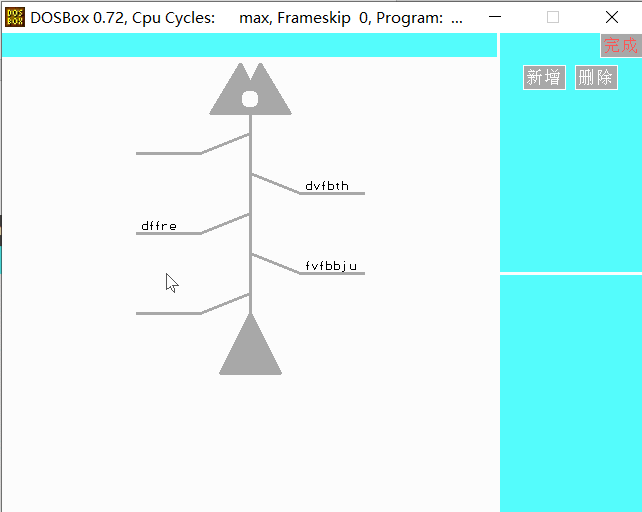 DOSBox 0.72, Cpu Cycles: max, Frameskip 0, Program: ...
完成
新增 删除
dvfbth
dffre
fvfbbju